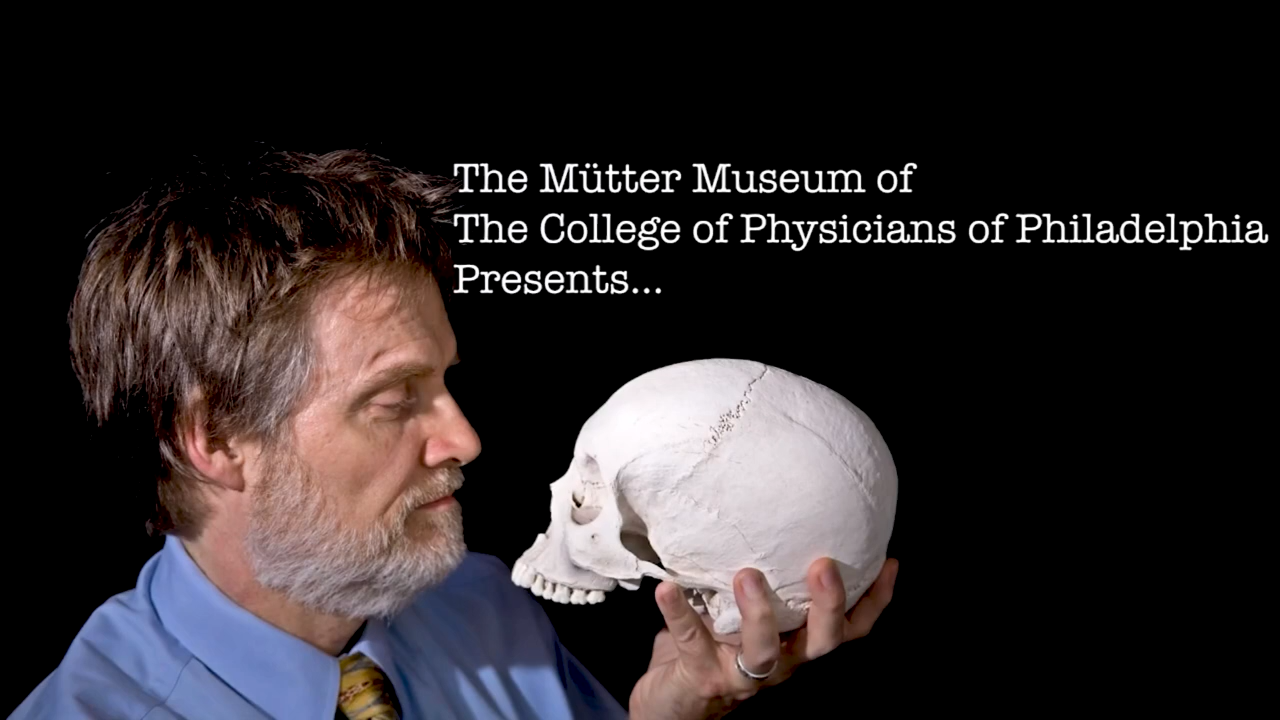 The Mütter Museum of
The College of Physicians of Philadelphia
Presents...